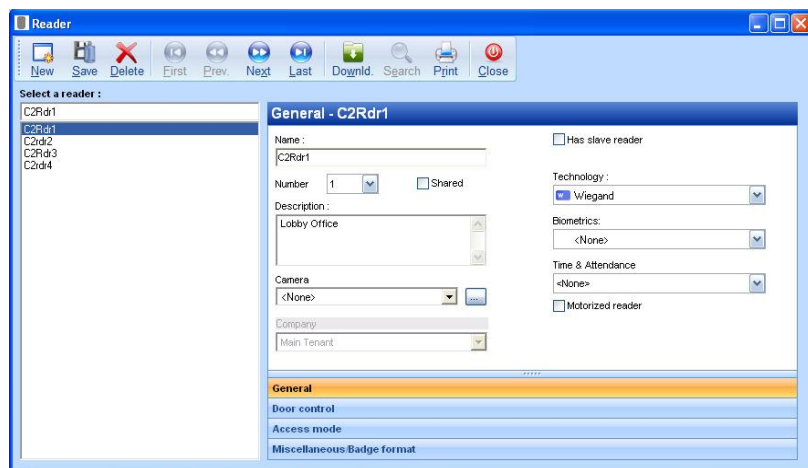 Reader
New Save Delete First Prev. Next Last Downld. Search Print Close
Select a reader :
C2Rdr1
C2Rdr1
C2rdr2
C2Rdr3
C2rdr4
General - C2Rdr1
Name :
C2Rdr1
Number 1 Shared
Description :
Lobby Office
Camera
<None>
...
Company
Main Tenant
Has slave reader
Technology :
w Wiegand
Biometrics:
<None>
Time & Attendance
<None>
Motorized reader
General
Door control
Access mode
Miscellaneous/Badge format